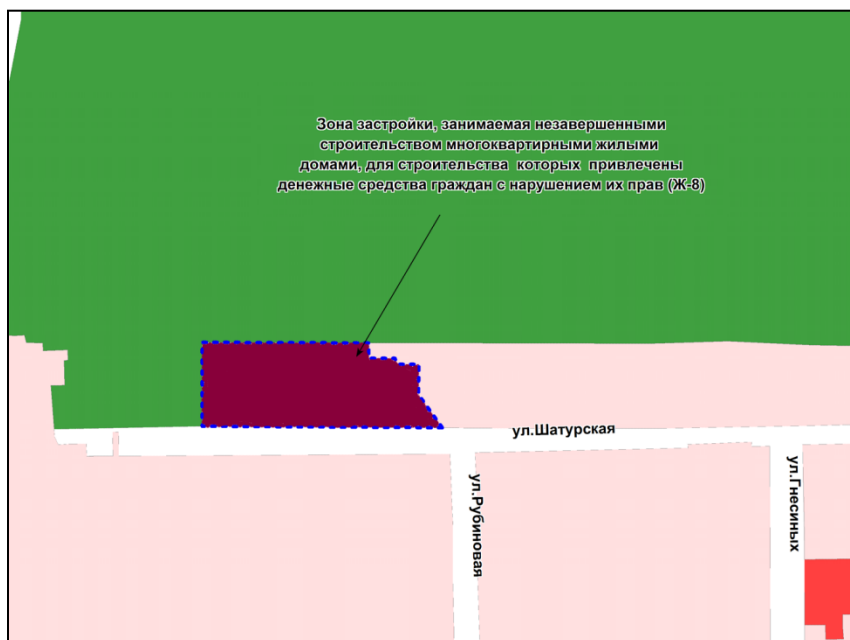 Зона застройки, занимаемая незавершенными
строительством многоквартирными жилыми
домами, для строительства которых привлечены
денежные средства граждан с нарушением их прав (Ж-8)
ул.Шатурская
ул.Рубиновая
ул.Гнесиных